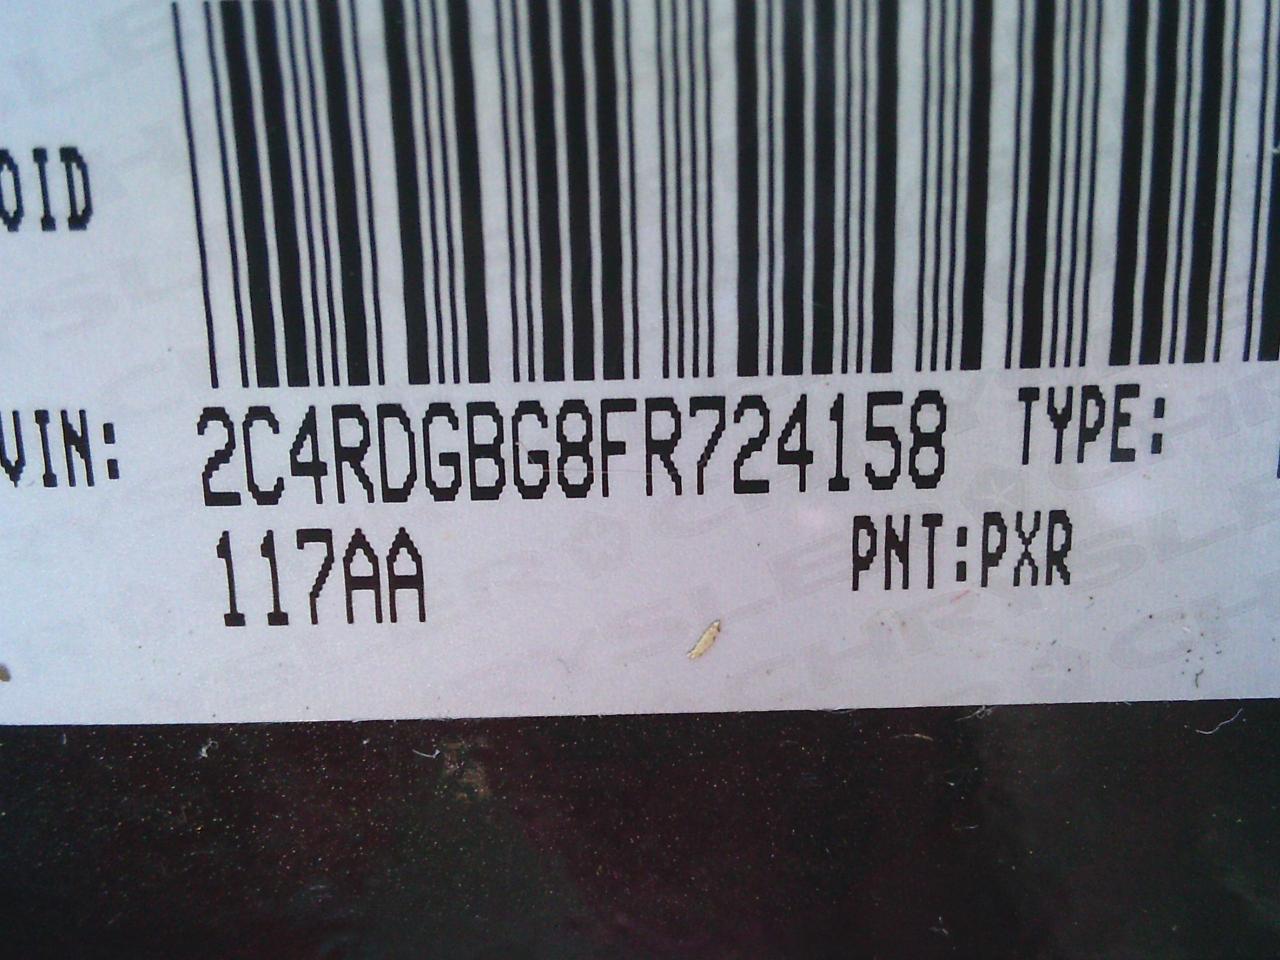 OID
VIN: 2C4RDGBG8FR724158 TYPE:
117AA PNT:PXR